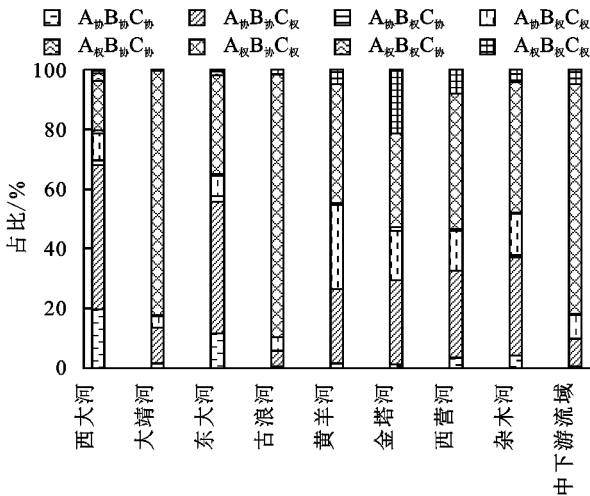 A协B协C协 A协B协C权 A协B权C协 A协B权C权
A权B协C协 A权B协C权 A权B权C协 A权B权C权
占比/%
100
80
60
40
20
0
西大河
大靖河
东大河
古浪河
黄羊河
金塔河
西营河
杂木河
中下游流域